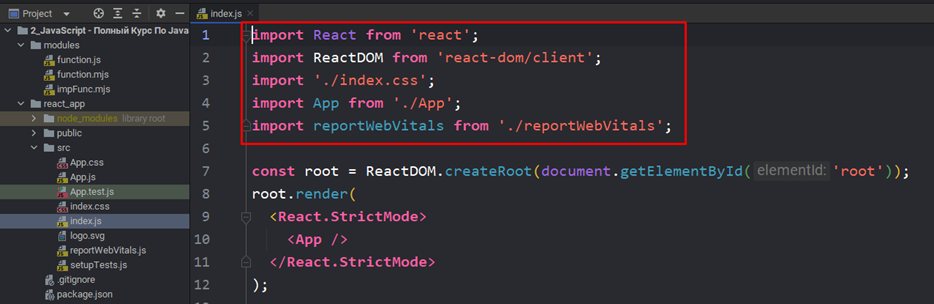 Project
2_JavaScript - Полный Курс По Java
modules
function.js
function.mjs
impFunc.mjs
react_app
node_modules library root
public
src
App.css
App.js
App.test.js
index.css
index.js
logo.svg
reportWebVitals.js
setupTests.js
.gitignore
package.json
index.js
1 import React from 'react';
2 import ReactDOM from 'react-dom/client';
3 import './index.css';
4 import App from './App';
5 import reportWebVitals from './reportWebVitals';
6
7 const root = ReactDOM.createRoot(document.getElementById( elementId: 'root'));
8 root.render(
9 <React.StrictMode>
10 <App />
11 </React.StrictMode>
12 );